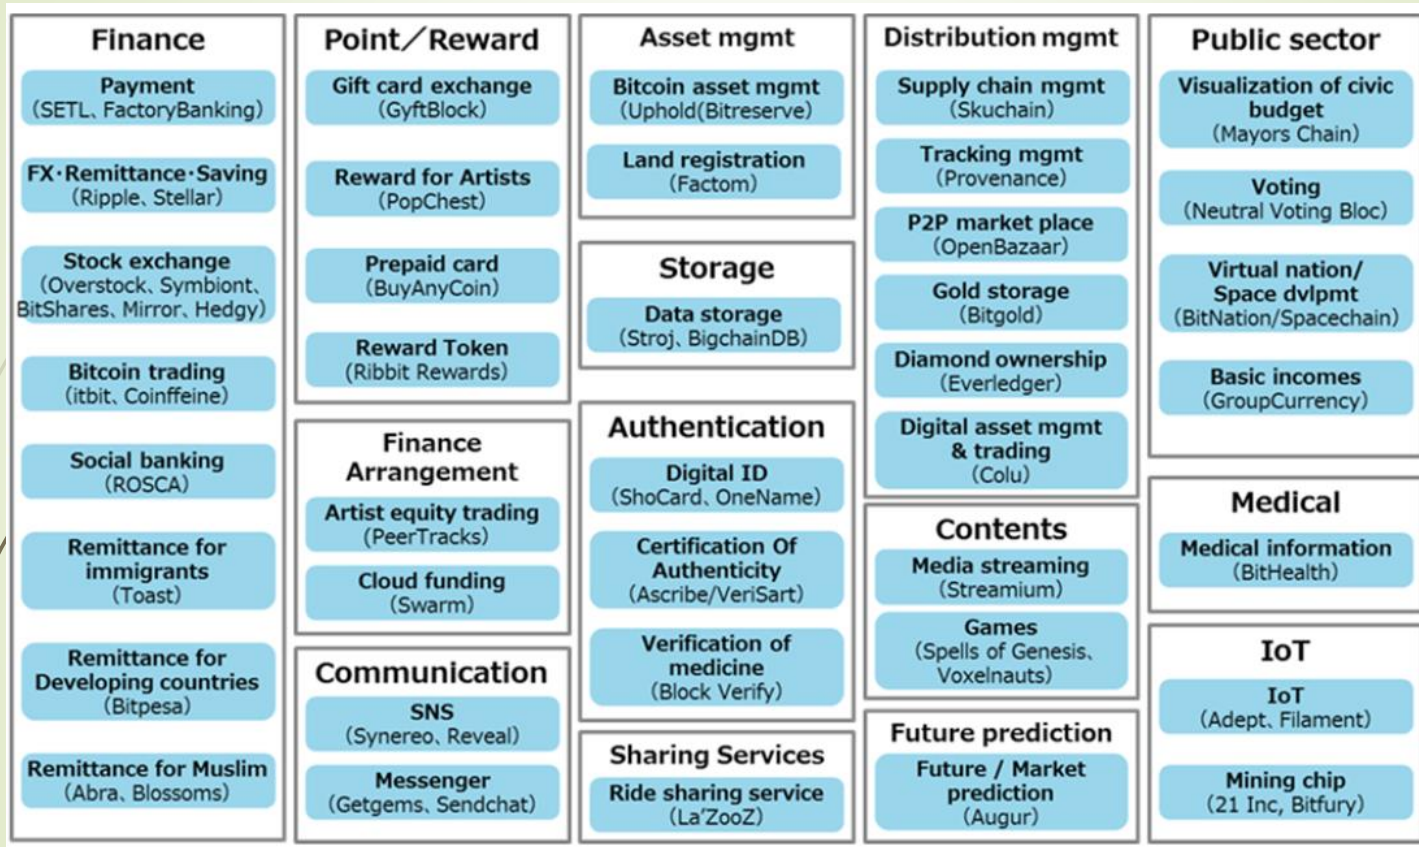 Finance
Payment
(SETL、FactoryBanking)
FX･Remittance･Saving
(Ripple、Stellar)
Stock exchange
(Overstock、Symbiont、
BitShares、Mirror、Hedgy)
Bitcoin trading
(itbit、Coinffeine)
Social banking
(ROSCA)
Remittance for
immigrants
(Toast)
Remittance for
Developing countries
(Bitpesa)
Remittance for Muslim
(Abra、Blossoms)
Point／Reward
Gift card exchange
(GyftBlock)
Reward for Artists
(PopChest)
Prepaid card
(BuyAnyCoin)
Reward Token
(Ribbit Rewards)
Finance
Arrangement
Artist equity trading
(PeerTracks)
Cloud funding
(Swarm)
Communication
SNS
(Synereo、Reveal)
Messenger
(Getgems、Sendchat)
Asset mgmt
Bitcoin asset mgmt
(Uphold(Bitreserve)
Land registration
(Factom)
Storage
Data storage
(Stroj、BigchainDB)
Authentication
Digital ID
(ShoCard、OneName)
Certification Of
Authenticity
(Ascribe/VeriSart)
Verification of
medicine
(Block Verify)
Sharing Services
Ride sharing service
(La’ZooZ)
Distribution mgmt
Supply chain mgmt
(Skuchain)
Tracking mgmt
(Provenance)
P2P market place
(OpenBazaar)
Gold storage
(Bitgold)
Diamond ownership
(Everledger)
Digital asset mgmt
& trading
(Colu)
Contents
Media streaming
(Streamium)
Games
(Spells of Genesis、
Voxelnauts)
Future prediction
Future / Market
prediction
(Augur)
Public sector
Visualization of civic
budget
(Mayors Chain)
Voting
(Neutral Voting Bloc)
Virtual nation/
Space dvlpmt
(BitNation/Spacechain)
Basic incomes
(GroupCurrency)
Medical
Medical information
(BitHealth)
IoT
IoT
(Adept、Filament)
Mining chip
(21 Inc, Bitfury)